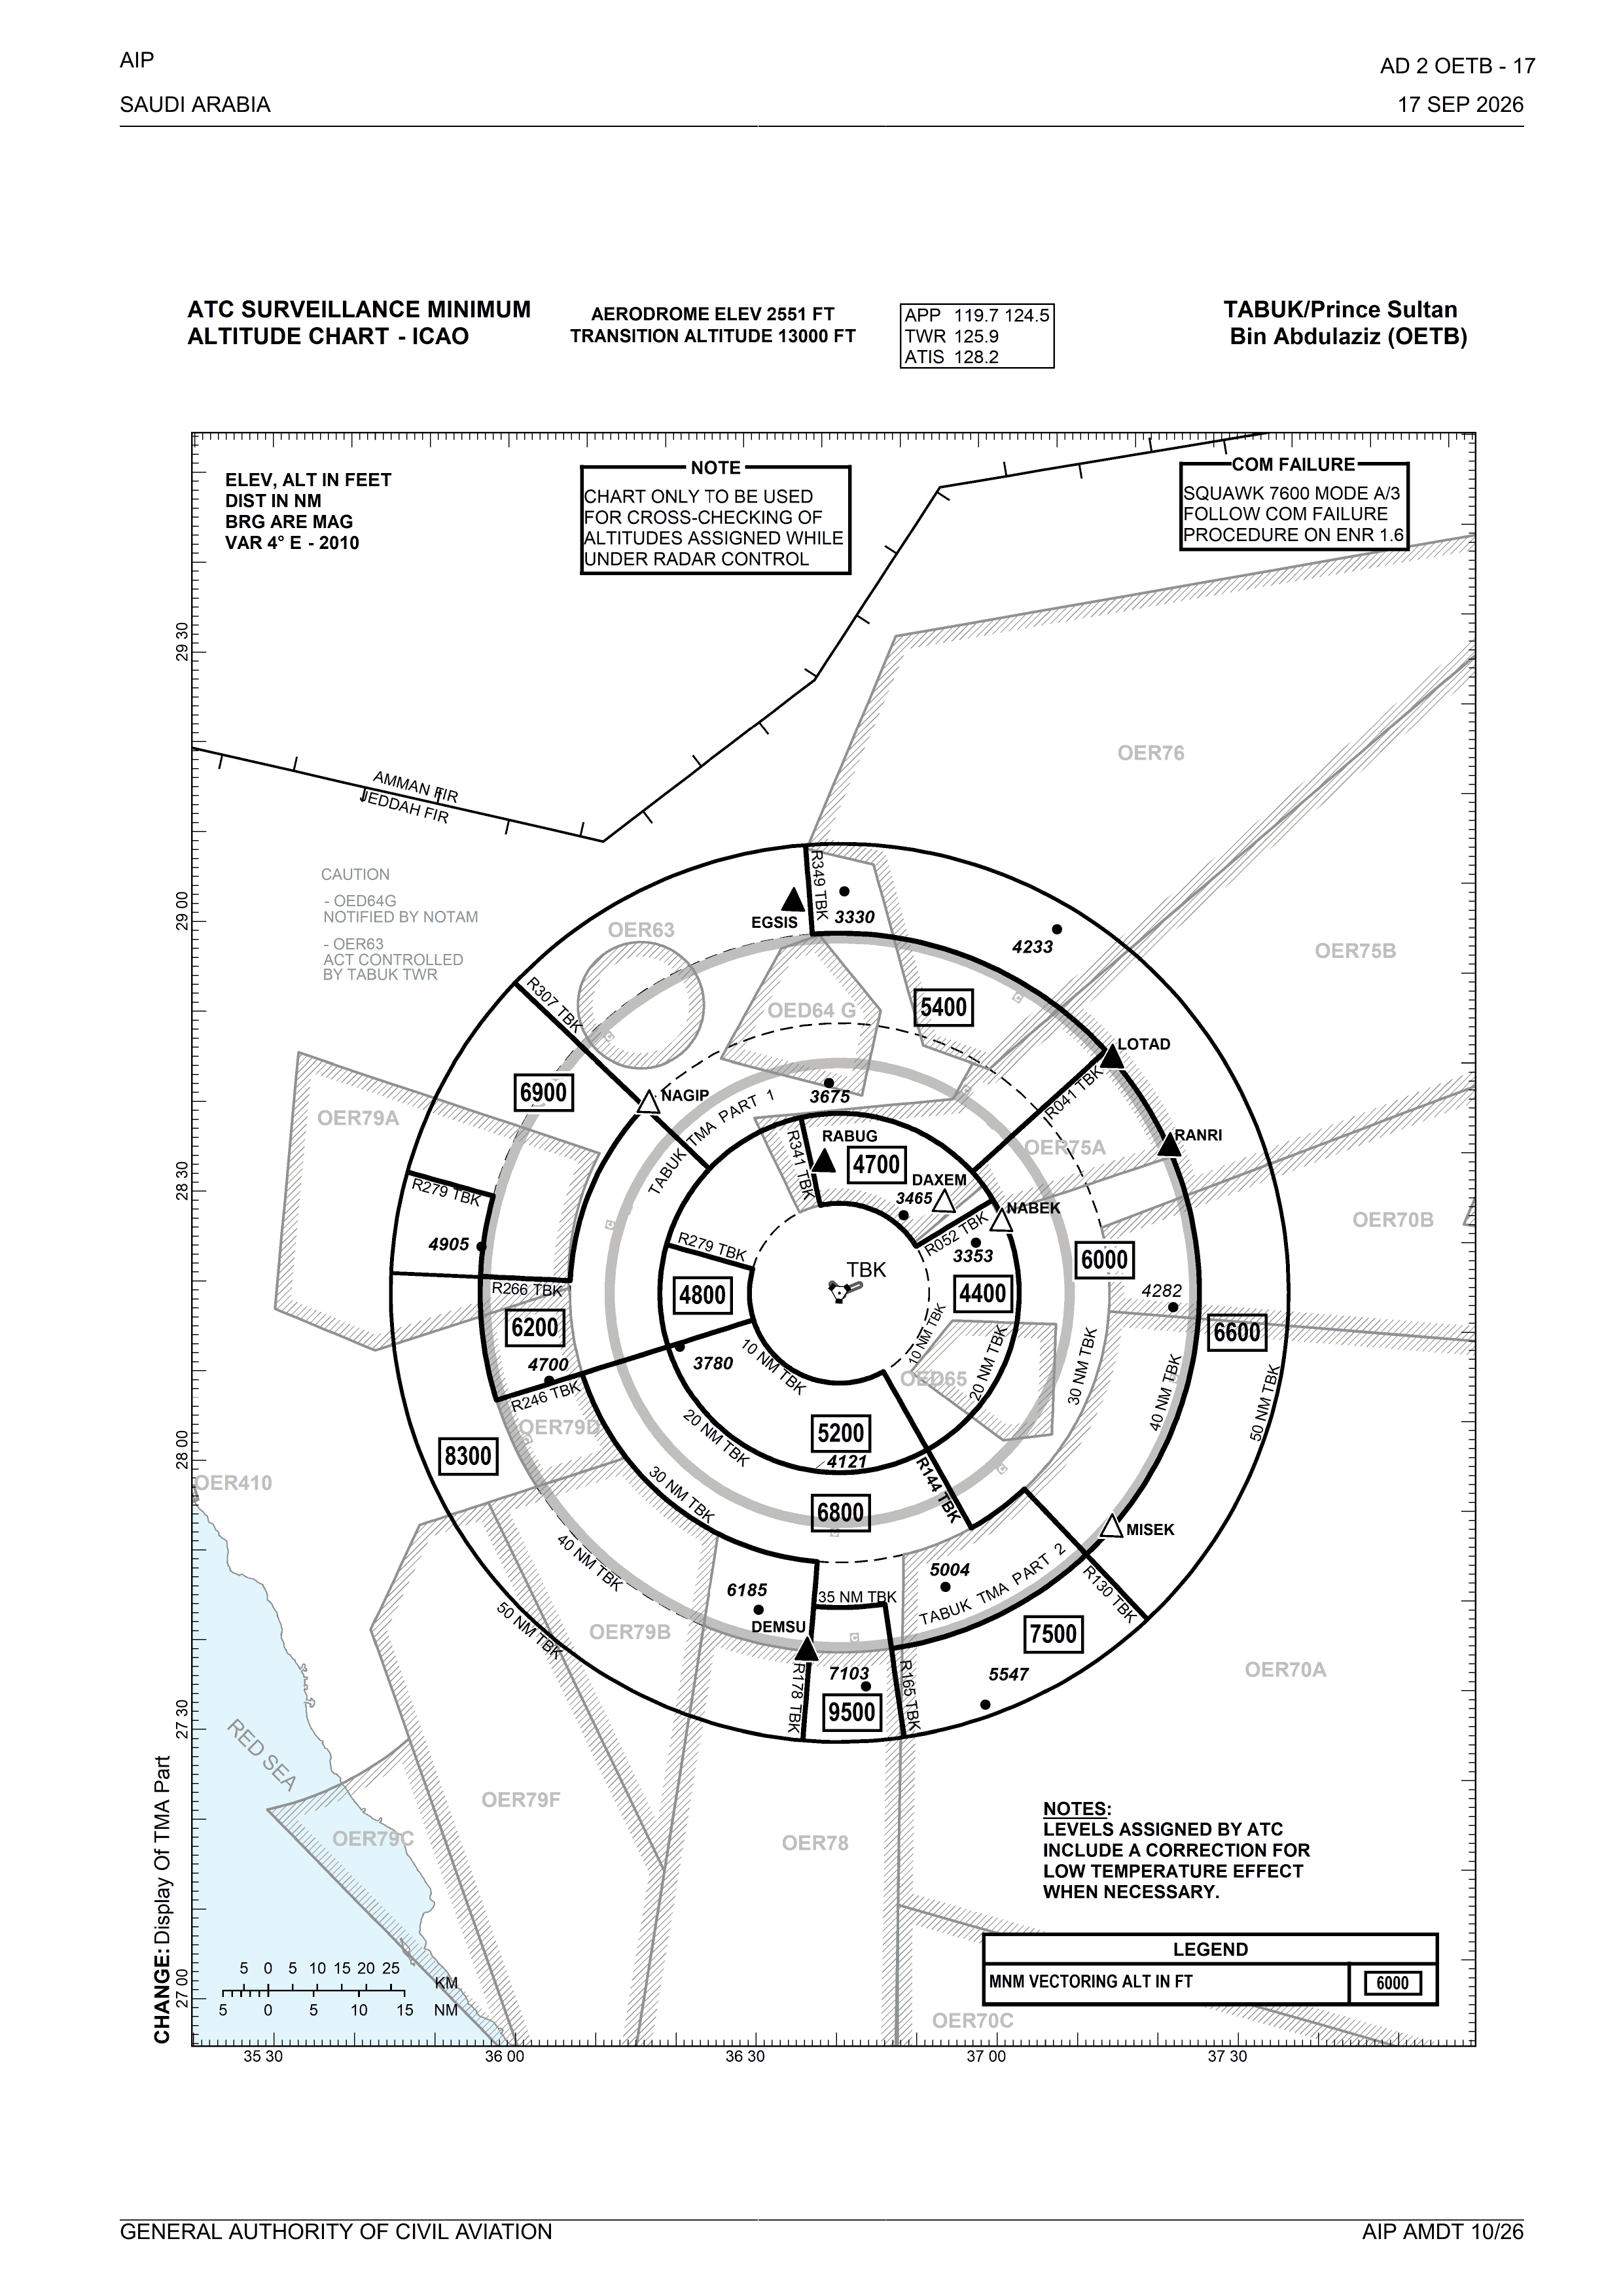 AIP
AD 2 OETB - 17
SAUDI ARABIA
17 SEP 2026
ATC SURVEILLANCE MINIMUM
ALTITUDE CHART - ICAO
AERODROME ELEV 2551 FT
TRANSITION ALTITUDE 13000 FT
APP 119.7 124.5
TWR 125.9
ATIS 128.2
TABUK/Prince Sultan
Bin Abdulaziz (OETB)
ELEV, ALT IN FEET
DIST IN NM
BRG ARE MAG
VAR 4° E - 2010
NOTE
CHART ONLY TO BE USED
FOR CROSS-CHECKING OF
ALTITUDES ASSIGNED WHILE
UNDER RADAR CONTROL
COM FAILURE
SQUAWK 7600 MODE A/3
FOLLOW COM FAILURE
PROCEDURE ON ENR 1.6
29 30
OER76
AMMAN FIR
JEDDAH FIR
CAUTION
- OED64G
NOTIFIED BY NOTAM
- OER63
ACT CONTROLLED
BY TABUK TWR
29 00
OER63
EGSIS
R349 TBK
3330
4233
OER75B
R307 TBK
OED64 G
5400
LOTAD
6900
NAGIP
3675
R041 TBK
OER79A
TABUK TMA PART 1
RABUG
R341 TBK
4700
OER75A
RANRI
28 30
R279 TBK
DAXEM
3465
NABEK
OER70B
4905
R279 TBK
R052 TBK
3353
6000
TBK
R266 TBK
4800
4400
4282
6200
6600
4700
3780
10 NM TBK
10 NM TBK
R246 TBK
OED65
20 NM TBK
30 NM TBK
40 NM TBK
50 NM TBK
OER79D
28 00
8300
20 NM TBK
5200
4121
R144 TBK
OER410
30 NM TBK
6800
MISEK
40 NM TBK
5004
TABUK TMA PART 2
R130 TBK
6185
35 NM TBK
50 NM TBK
OER79B
DEMSU
7500
R178 TBK
7103
R165 TBK
5547
OER70A
9500
27 30
RED SEA
OER79F
OER79C
OER78
NOTES:
LEVELS ASSIGNED BY ATC
INCLUDE A CORRECTION FOR
LOW TEMPERATURE EFFECT
WHEN NECESSARY.
CHANGE: Display Of TMA Part
27 00
5 0 5 10 15 20 25 KM
5 0 5 10 15 NM
LEGEND
MNM VECTORING ALT IN FT
6000
OER70C
35 30
36 00
36 30
37 00
37 30
GENERAL AUTHORITY OF CIVIL AVIATION
AIP AMDT 10/26